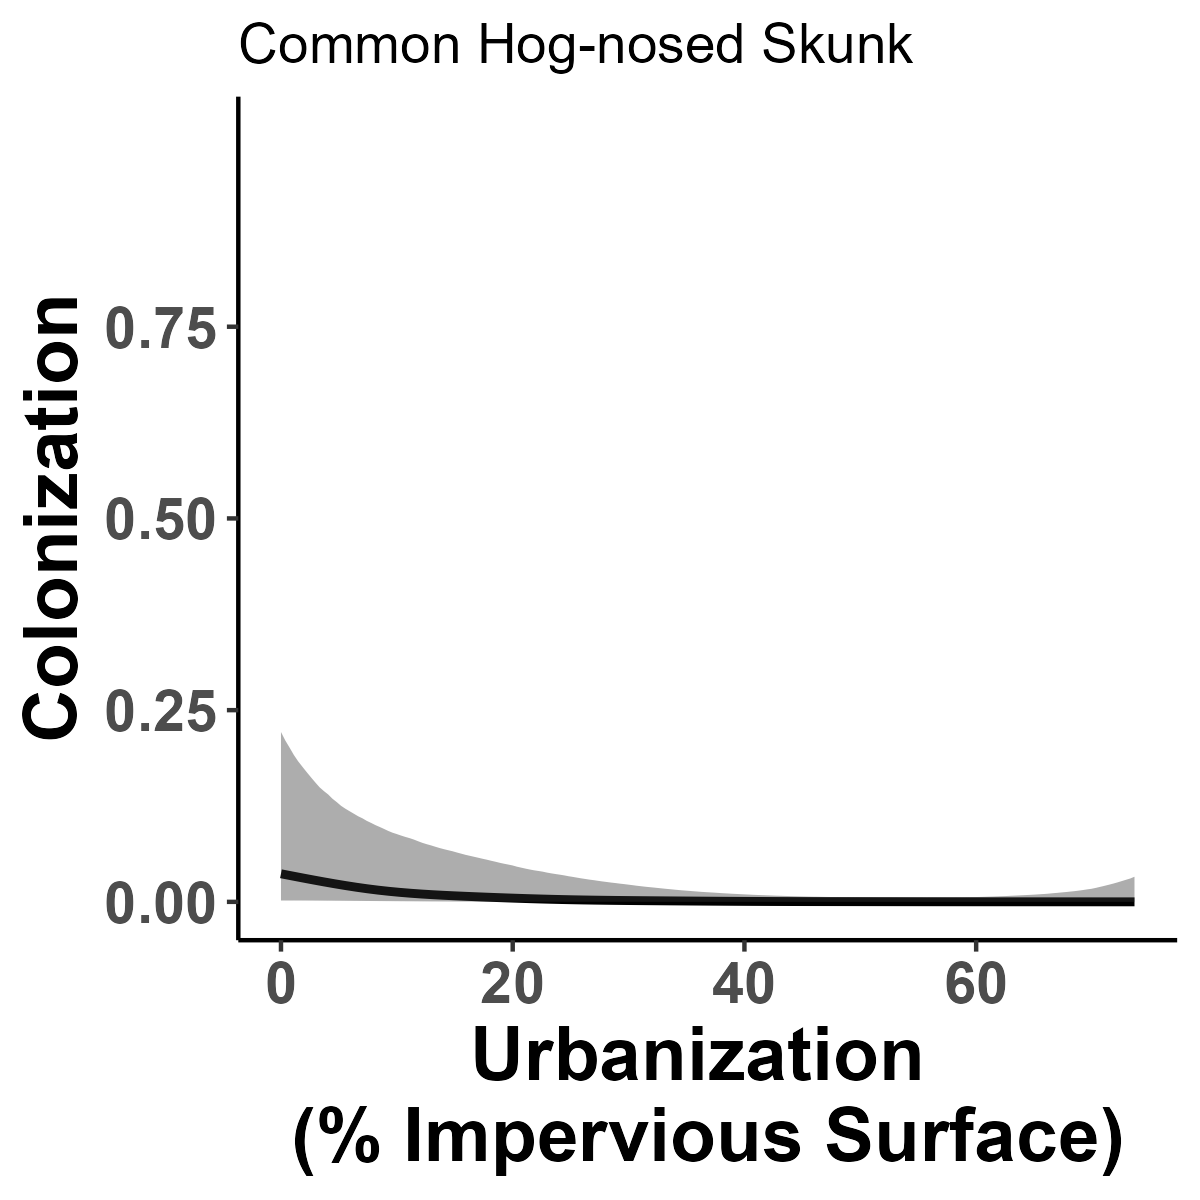 Common Hog-nosed Skunk
Colonization
0.75
0.50
0.25
0.00
0 20 40 60
Urbanization
(% Impervious Surface)